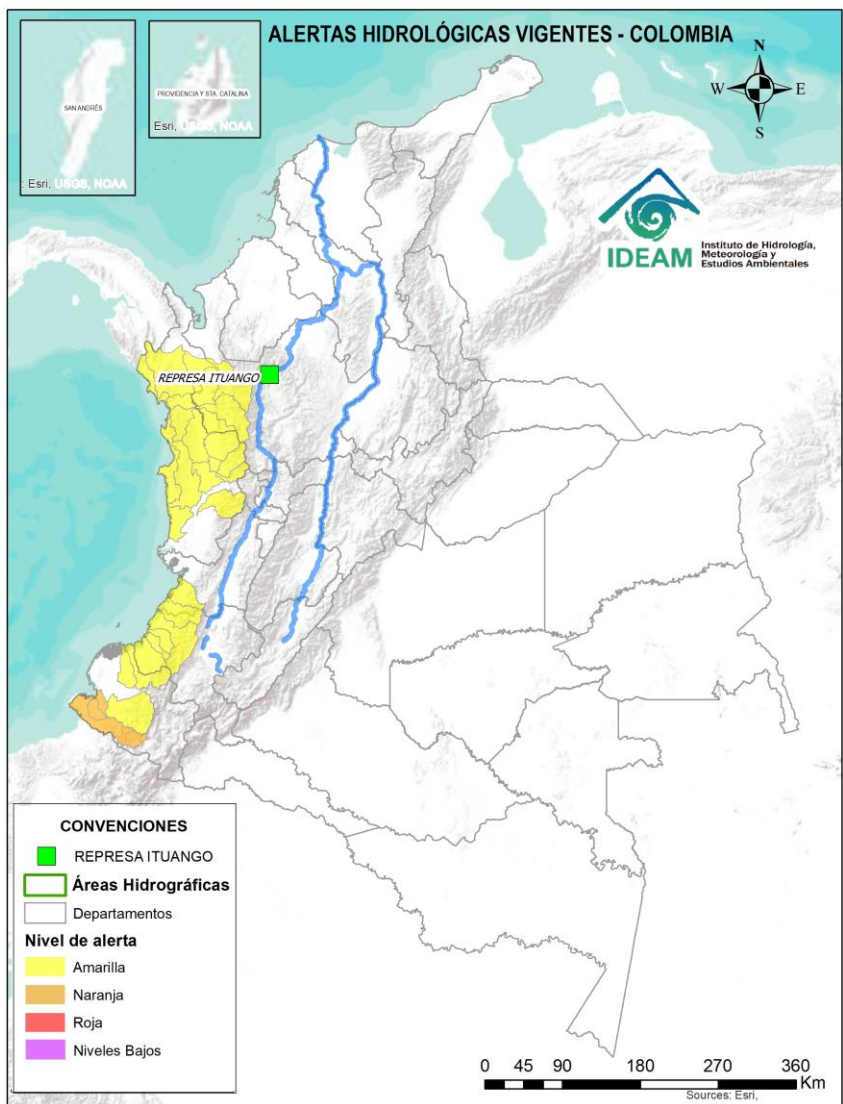 ALERTAS HIDROLÓGICAS VIGENTES - COLOMBIA
SAN ANDRÉS
: Esri, USGS, NOAA
PROVIDENCIA Y STA. CATALINA
Esri, USGS, NOAA
N
W E
S
IDEAM
Instituto de Hidrología,
Meteorología y
Estudios Ambientales
REPRESA ITUANGO
CONVENCIONES
REPRESA ITUANGO
Áreas Hidrográficas
Departamentos
Nivel de alerta
Amarilla
Naranja
Roja
Niveles Bajos
0 45 90 180 270 360
Km
Sources: Esri,